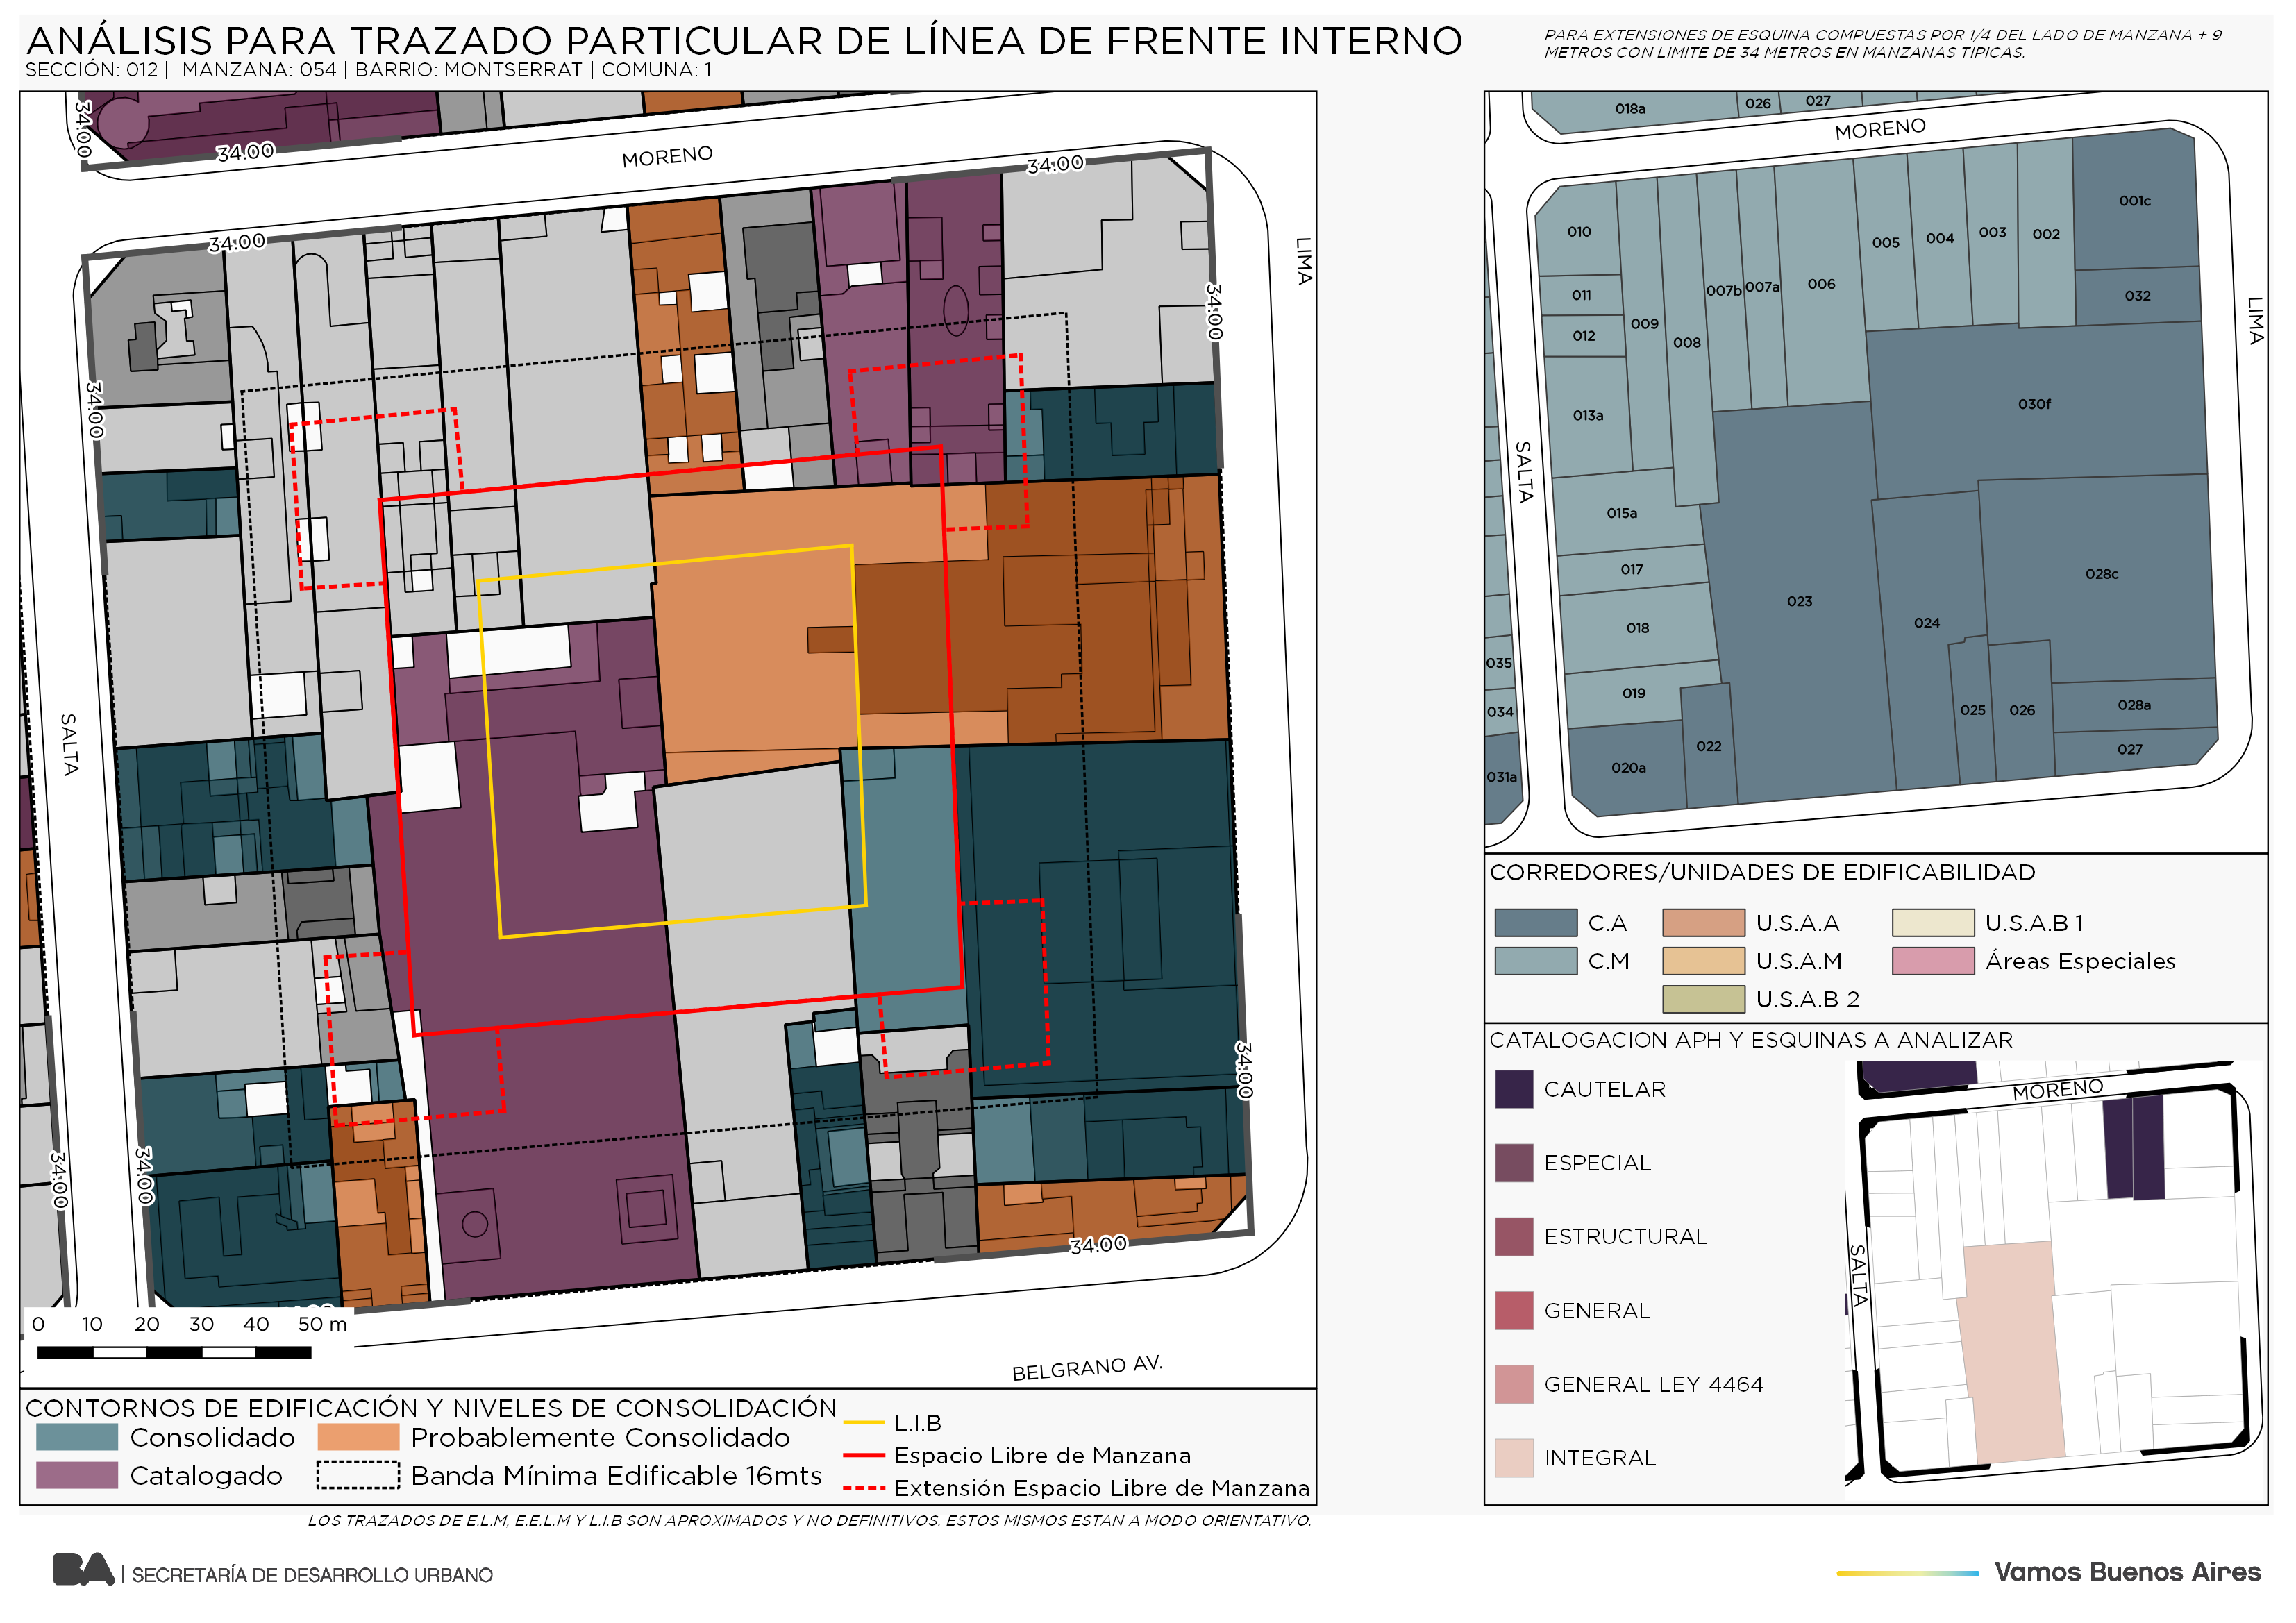 ANÁLISIS PARA TRAZADO PARTICULAR DE LÍNEA DE FRENTE INTERNO
SECCIÓN: 012 | MANZANA: 054 | BARRIO: MONTSERRAT | COMUNA: 1
PARA EXTENSIONES DE ESQUINA COMPUESTAS POR 1/4 DEL LADO DE MANZANA + 9
METROS CON LIMITE DE 34 METROS EN MANZANAS TIPICAS.
34.00
34.00
MORENO
34.00
34.00
LIMA
34.00
34.00
SALTA
34.00
34.00
34.00
34.00
BELGRANO AV.
0 10 20 30 40 50 m
CONTORNOS DE EDIFICACIÓN Y NIVELES DE CONSOLIDACIÓN
Consolidado
Probablemente Consolidado
Catalogado
Banda Mínima Edificable 16mts
L.I.B
Espacio Libre de Manzana
Extensión Espacio Libre de Manzana
018a
026
027
MORENO
LIMA
SALTA
010
011
012
013a
009
008
007b
007a
006
005
004
003
002
001c
032
030f
015a
017
018
019
023
024
028c
025
026
028a
027
022
020a
035
034
031a
CORREDORES/UNIDADES DE EDIFICABILIDAD
C.A
U.S.A.A
U.S.A.B 1
C.M
U.S.A.M
Áreas Especiales
U.S.A.B 2
CATALOGACION APH Y ESQUINAS A ANALIZAR
CAUTELAR
ESPECIAL
ESTRUCTURAL
GENERAL
GENERAL LEY 4464
INTEGRAL
MORENO
SALTA
LOS TRAZADOS DE E.L.M, E.E.L.M Y L.I.B SON APROXIMADOS Y NO DEFINITIVOS. ESTOS MISMOS ESTAN A MODO ORIENTATIVO.
BA | SECRETARÍA DE DESARROLLO URBANO
Vamos Buenos Aires